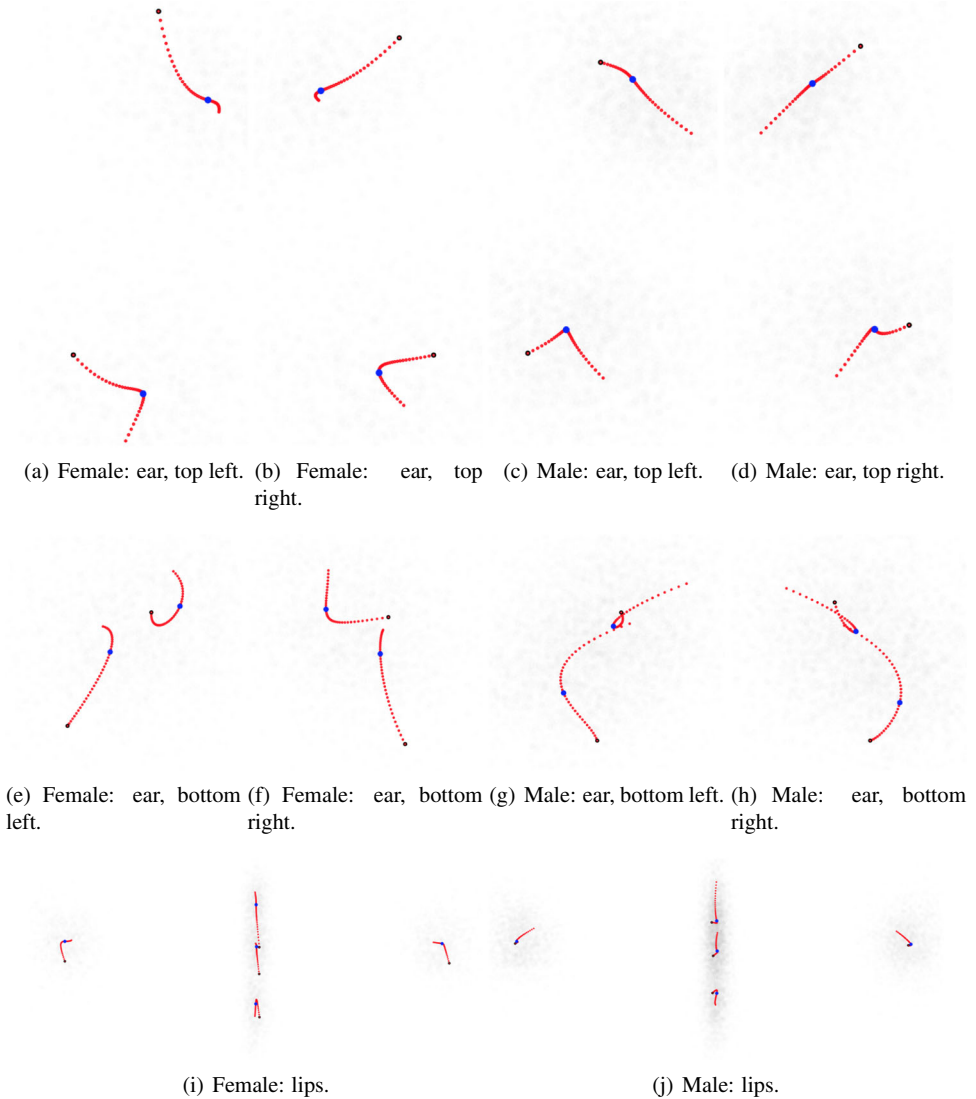 (a) Female: ear, top left.
(b) Female: ear, top
right.
(c) Male: ear, top left.
(d) Male: ear, top right.
(e) Female: ear, bottom
left.
(f) Female: ear, bottom
right.
(g) Male: ear, bottom left.
(h) Male: ear, bottom
right.
(i) Female: lips.
(j) Male: lips.